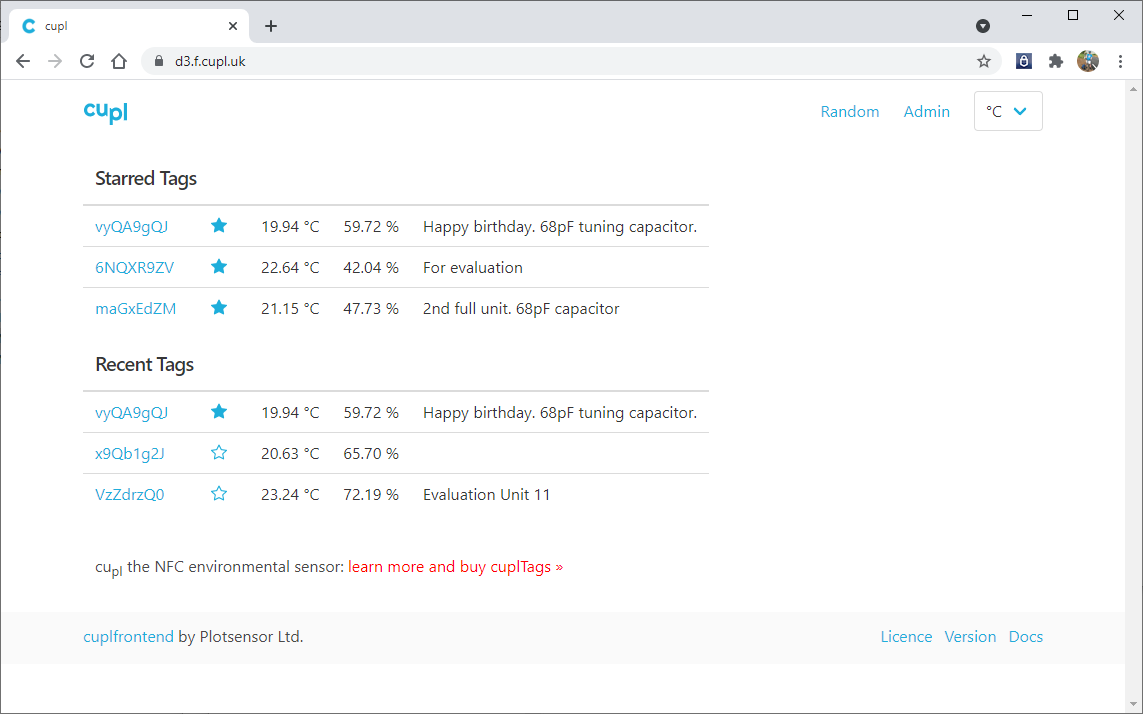 cupl
d3.f.cupl.uk
cupl
Random Admin °C
Starred Tags
vyQA9gQJ 19.94 °C 59.72 % Happy birthday. 68pF tuning capacitor.
6NQXR9ZV 22.64 °C 42.04 % For evaluation
maGxEdZM 21.15 °C 47.73 % 2nd full unit. 68pF capacitor
Recent Tags
vyQA9gQJ 19.94 °C 59.72 % Happy birthday. 68pF tuning capacitor.
x9Qb1g2J 20.63 °C 65.70 %
VzZdrzQ0 23.24 °C 72.19 % Evaluation Unit 11
cupl the NFC environmental sensor: learn more and buy cuplTags »
cuplfrontend by Plotsensor Ltd.
Licence Version Docs